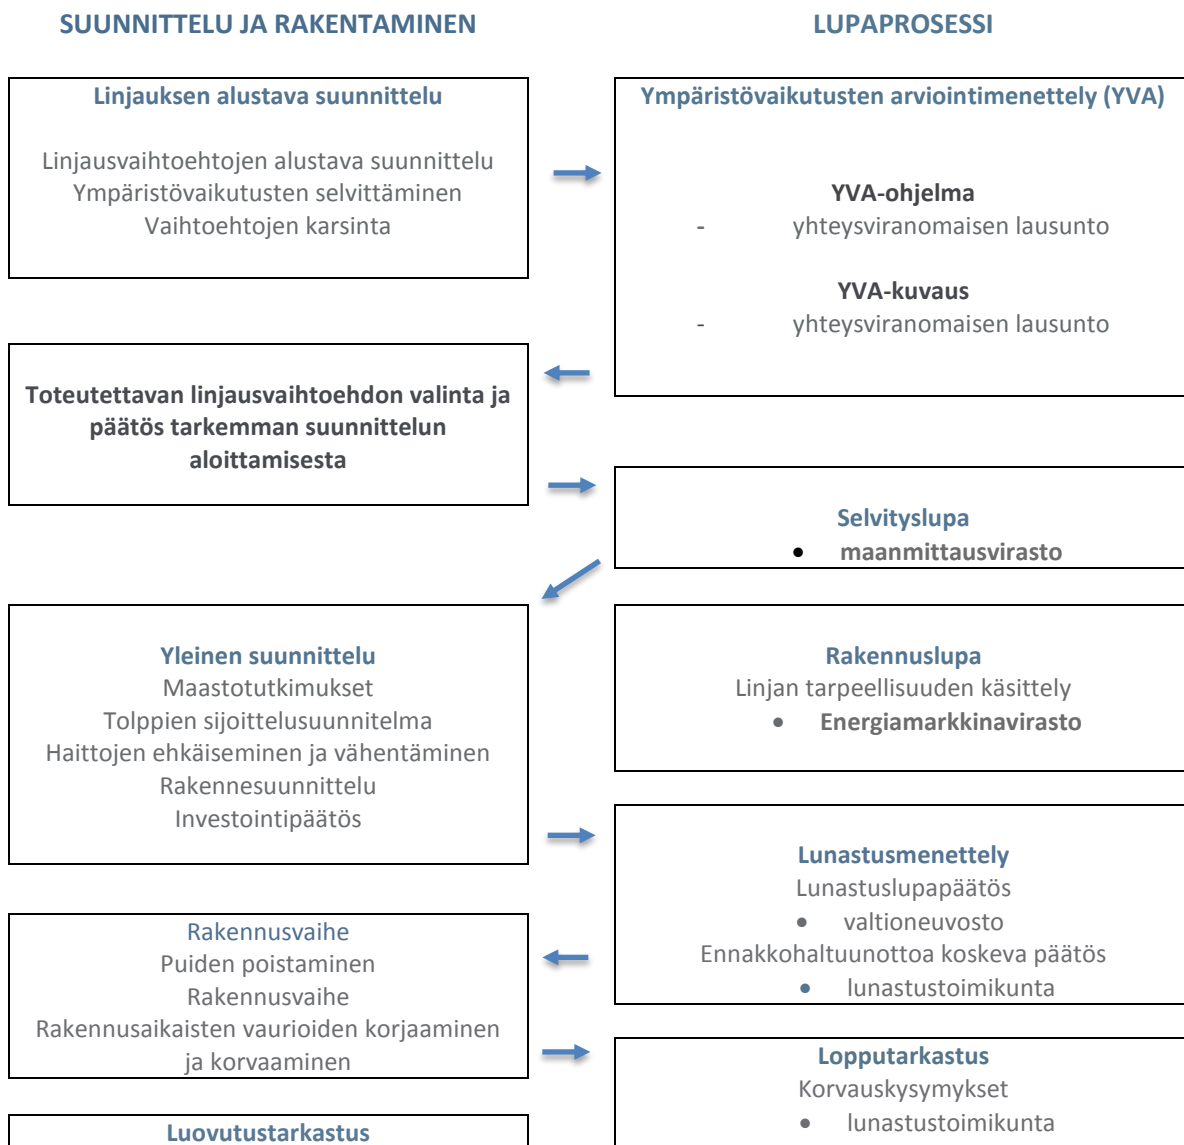 SUUNNITTELU JA RAKENTAMINEN
LUPAPROSESSI
Linjauksen alustava suunnittelu
Linjausvaihtoehtojen alustava suunnittelu
Ympäristövaikutusten selvittäminen
Vaihtoehtojen karsinta
Ympäristövaikutusten arviointimenettely (YVA)
YVA-ohjelma
- yhteysviranomaisen lausunto
YVA-kuvaus
- yhteysviranomaisen lausunto
Toteutettavan linjausvaihtoehdon valinta ja
päätös tarkemman suunnittelun
aloittamisesta
Selvityslupa
• maanmittausvirasto
Yleinen suunnittelu
Maastotutkimukset
Tolppien sijoittelusuunnitelma
Haittojen ehkäiseminen ja vähentäminen
Rakennesuunnittelu
Investointipäätös
Rakennuslupa
Linjan tarpeellisuuden käsittely
• Energiamarkkinavirasto
Lunastusmenettely
Lunastuslupapäätös
• valtioneuvosto
Ennakkohaltuunottoa koskeva päätös
• lunastustoimikunta
Rakennusvaihe
Puiden poistaminen
Rakennusvaihe
Rakennusaikaisten vaurioiden korjaaminen
ja korvaaminen
Lopputarkastus
Korvauskysymykset
• lunastustoimikunta
Luovutustarkastus